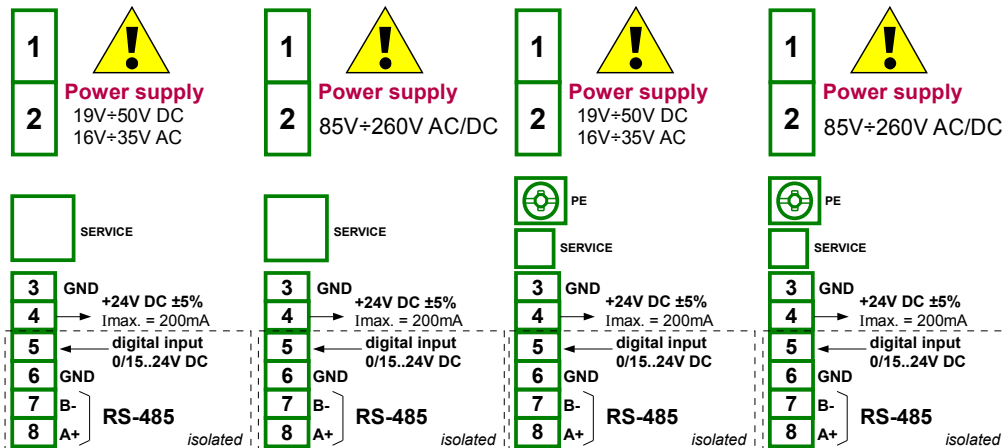 1
!
Power supply
2
19V÷50V DC
16V÷35V AC
SERVICE
3 GND
4 +24V DC ±5%
Imax. = 200mA
5 digital input
0/15..24V DC
6 GND
7 B-
RS-485
8 A+
isolated
1
!
Power supply
2
85V÷260V AC/DC
SERVICE
3 GND
4 +24V DC ±5%
Imax. = 200mA
5 digital input
0/15..24V DC
6 GND
7 B-
RS-485
8 A+
isolated
1
!
Power supply
2
19V÷50V DC
16V÷35V AC
PE
SERVICE
3 GND
4 +24V DC ±5%
Imax. = 200mA
5 digital input
0/15..24V DC
6 GND
7 B-
RS-485
8 A+
isolated
1
!
Power supply
2
85V÷260V AC/DC
PE
SERVICE
3 GND
4 +24V DC ±5%
Imax. = 200mA
5 digital input
0/15..24V DC
6 GND
7 B-
RS-485
8 A+
isolated